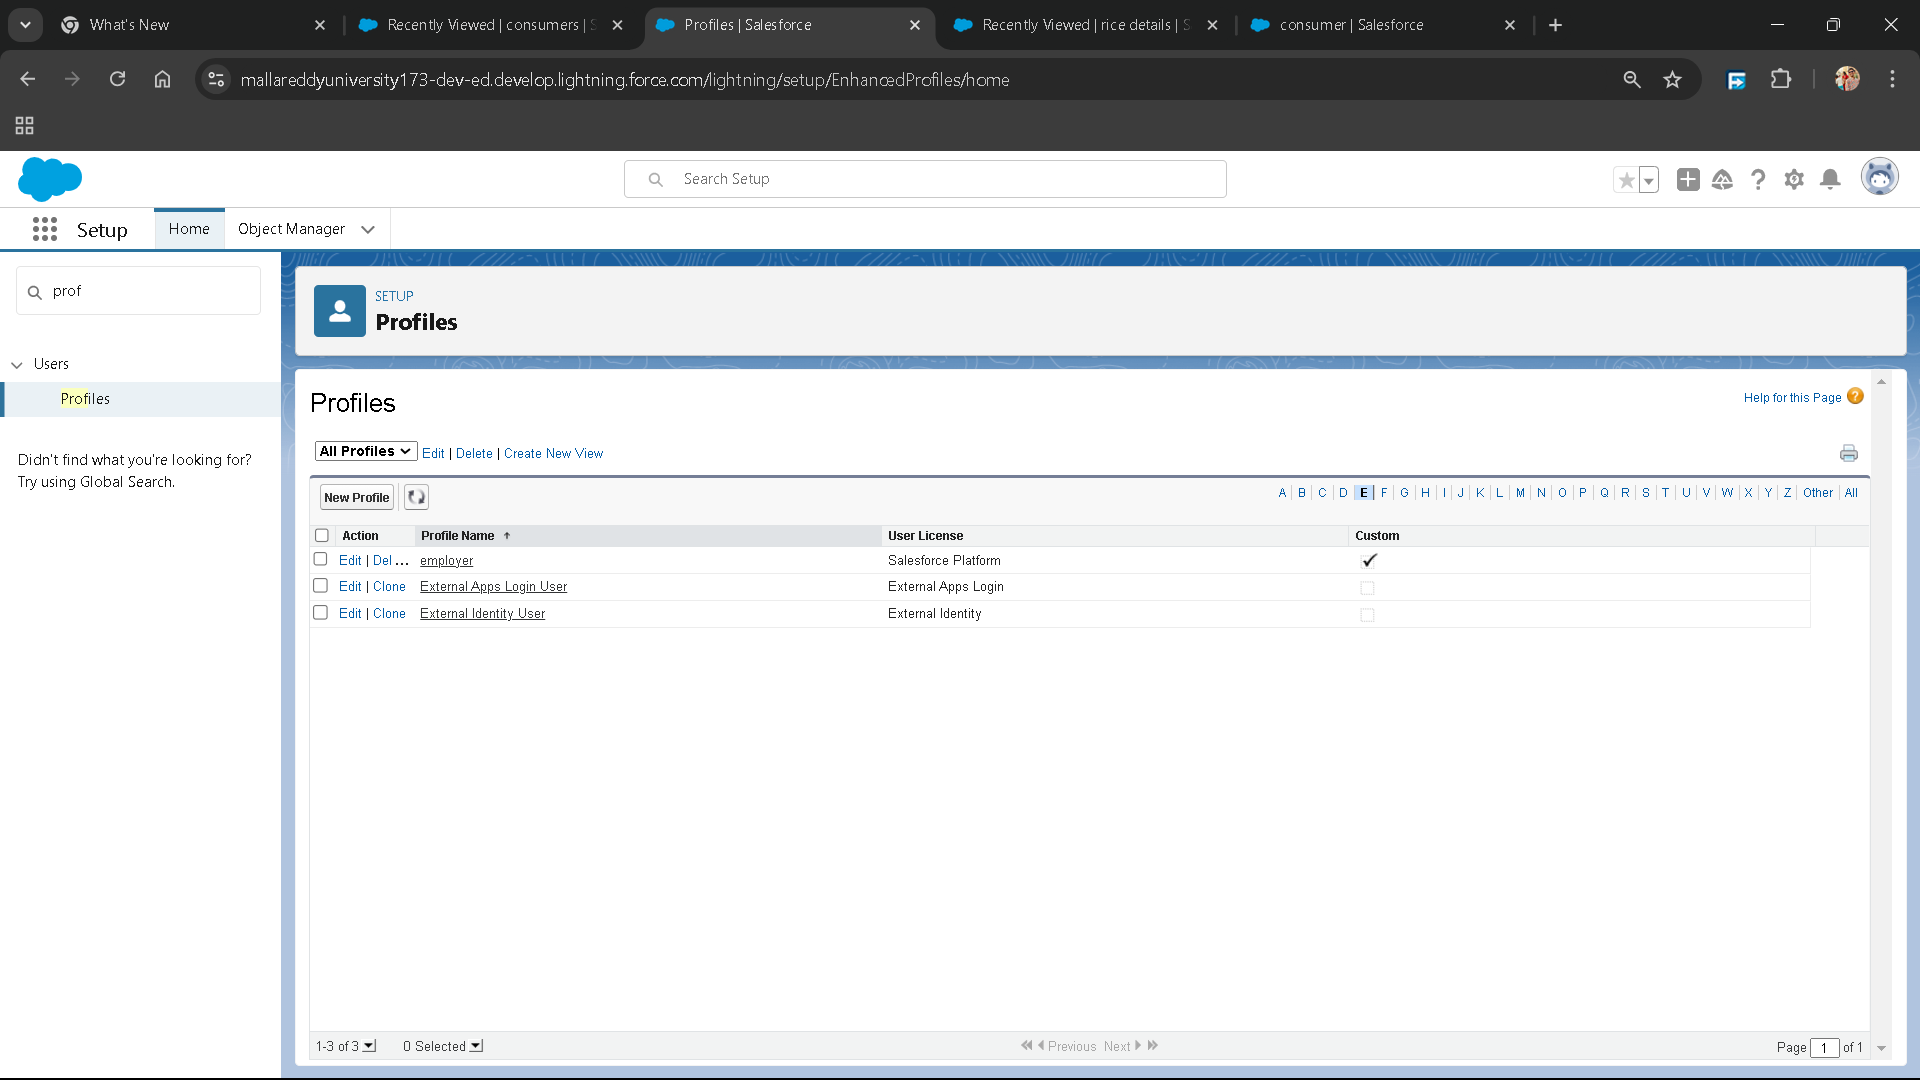 What's New
Recently Viewed | consumers | S
Profiles | Salesforce
Recently Viewed | rice details | S
consumer | Salesforce
mallareddyuniversity173-dev-ed.develop.lightning.force.com/lightning/setup/EnhancedProfiles/home
Search Setup
Setup
Home
Object Manager
prof
Users
Profiles
Didn't find what you're looking for?
Try using Global Search.
SETUP
Profiles
Profiles
Help for this Page ?
All Profiles Edit | Delete | Create New View
New Profile
A | B | C | D | E | F | G | H | I | J | K | L | M | N | O | P | Q | R | S | T | U | V | W | X | Y | Z | Other | All
Action Profile Name ↑ User License Custom
Edit | Del ... employer Salesforce Platform
Edit | Clone External Apps Login User External Apps Login
Edit | Clone External Identity User External Identity
1-3 of 3 0 Selected Previous Next Page 1 of 1